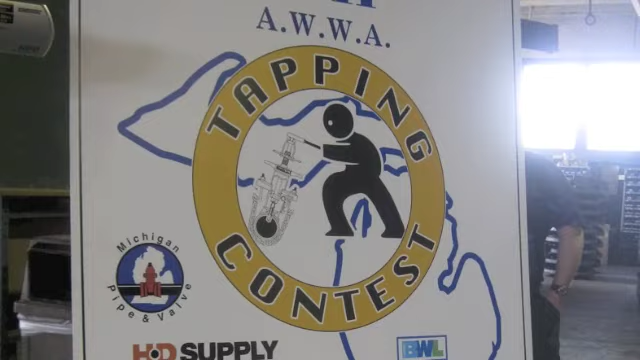 A.W.W.A.
TAPPING
CONTEST
Michigan
Pipe & Valve
HD SUPPLY
BWL